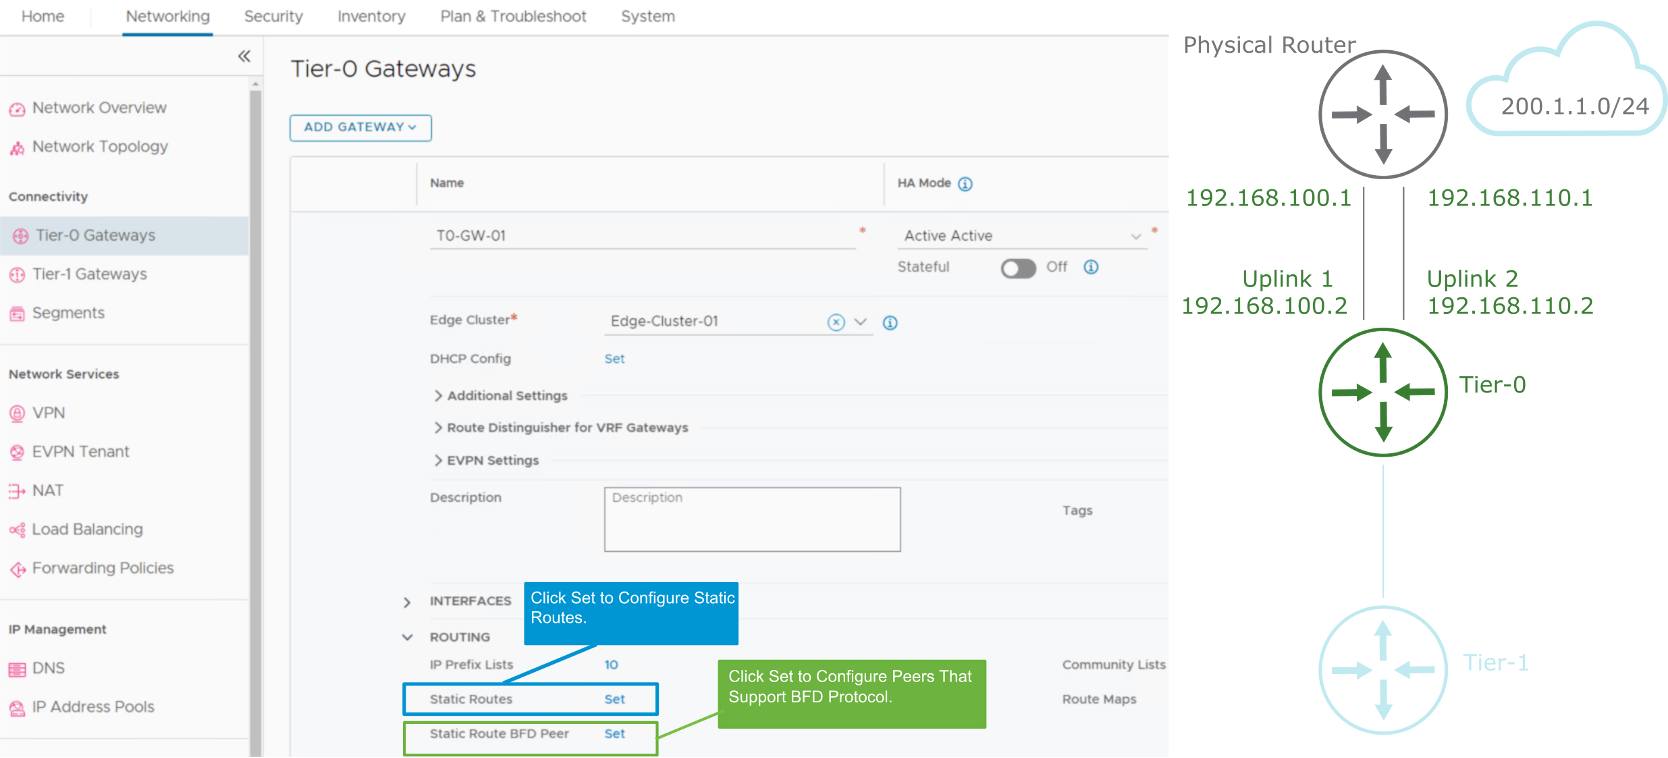 Home Networking Security Inventory Plan & Troubleshoot System
Network Overview
Network Topology
Connectivity
Tier-0 Gateways
Tier-1 Gateways
Segments
Network Services
VPN
EVPN Tenant
NAT
Load Balancing
Forwarding Policies
IP Management
DNS
IP Address Pools
Tier-0 Gateways
ADD GATEWAY
Name HA Mode
T0-GW-01 * Active Active *
Stateful Off
Edge Cluster* Edge-Cluster-01
DHCP Config Set
Additional Settings
Route Distinguisher for VRF Gateways
EVPN Settings
Description Description Tags
INTERFACES
Click Set to Configure Static
Routes.
ROUTING
IP Prefix Lists 10 Community Lists
Static Routes Set Route Maps
Static Route BFD Peer Set
Click Set to Configure Peers That
Support BFD Protocol.
Physical Router
200.1.1.0/24
192.168.100.1 192.168.110.1
Uplink 1 Uplink 2
192.168.100.2 192.168.110.2
Tier-0
Tier-1